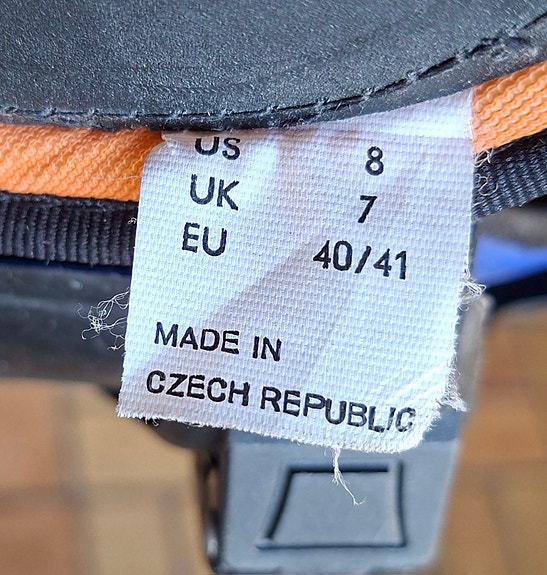 US 8
UK 7
EU 40/41
MADE IN
CZECH REPUBLIC